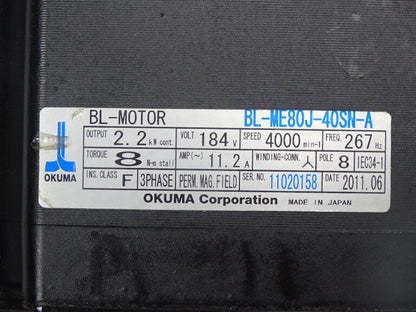 BL-MOTOR BL-ME80J-40SN-A
OUTPUT 2.2 kW cont. VOLT 184 V SPEED 4000 min-1 FREQ. 267 Hz
TORQUE 8 N-m stall AMP(~) 11.2 A WINDING-CONN. POLE 8 IEC34-1
INS.CLASS F 3PHASE PERM. MAG. FIELD SER.NO. 11020158 DATE 2011.06
OKUMA
OKUMA Corporation MADE IN JAPAN